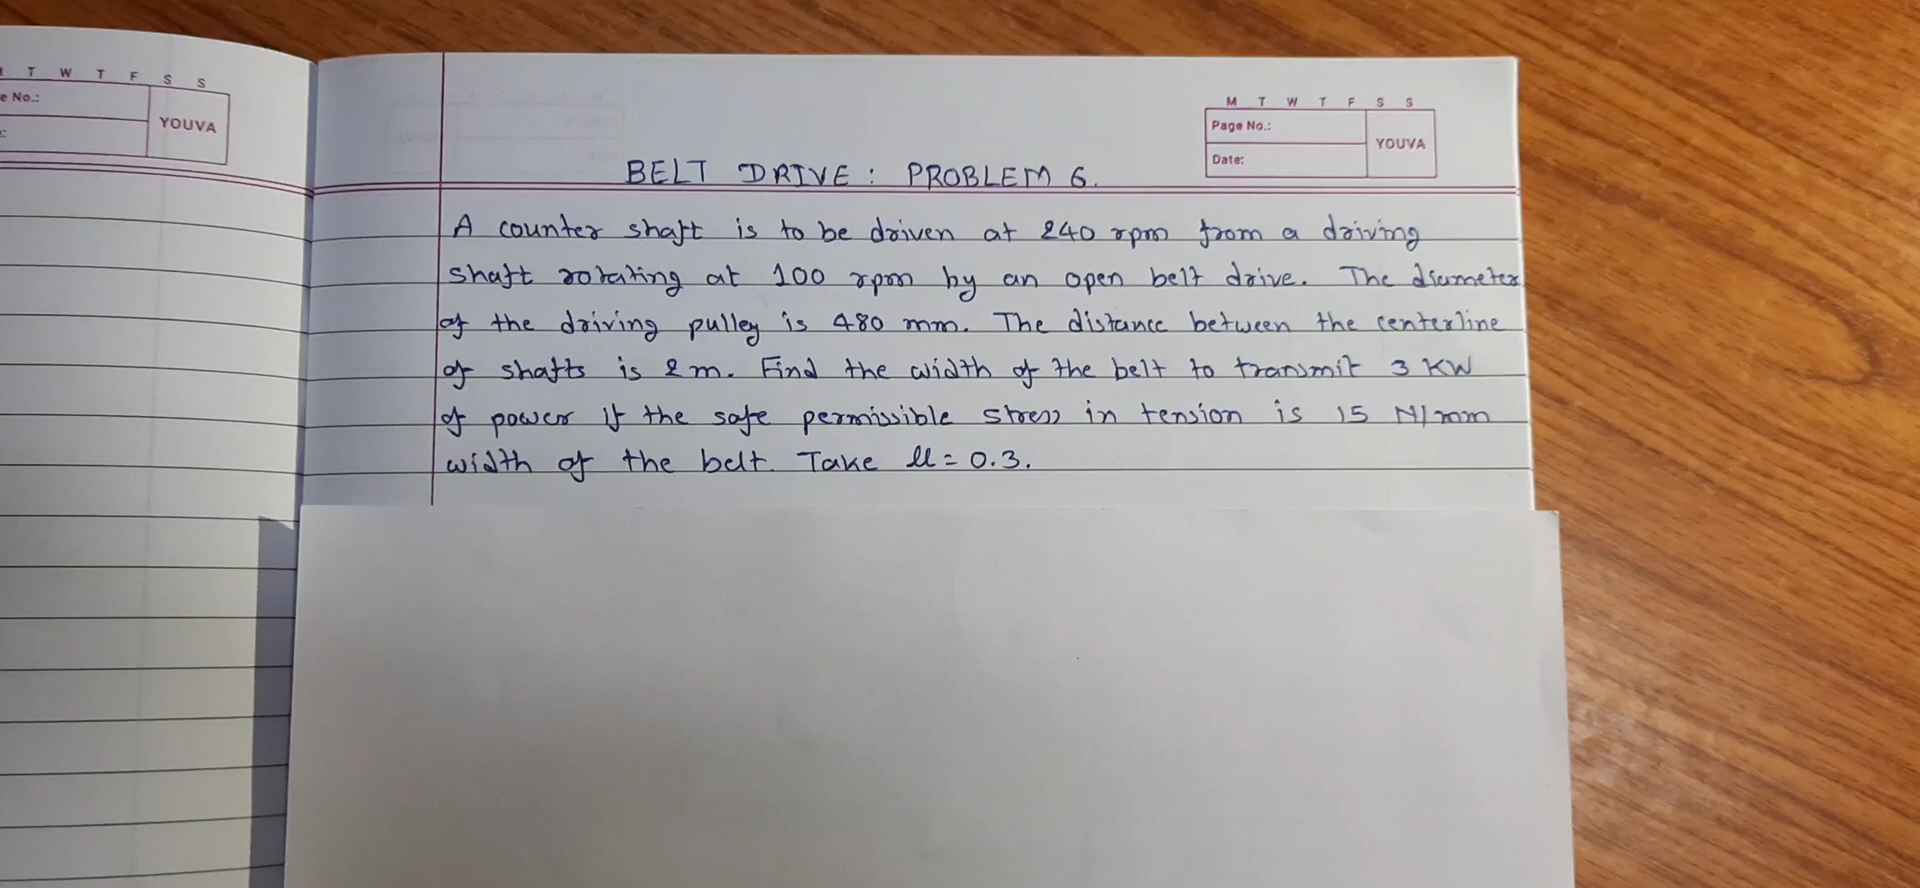 T W T F S S
e No.:
YOUVA
M T W T F S S
Page No.:
YOUVA
Date:
BELT DRIVE : PROBLEM 6.
A counter shaft is to be driven at 240 rpm from a driving
shaft rotating at 100 rpm by an open belt drive. The diameter
of the driving pulley is 480 mm. The distance between the centerline
of shafts is 2 m. Find the width of the belt to transmit 3 KW
of power if the safe permissible stress in tension is 15 N/mm
width of the belt. Take µ = 0.3.